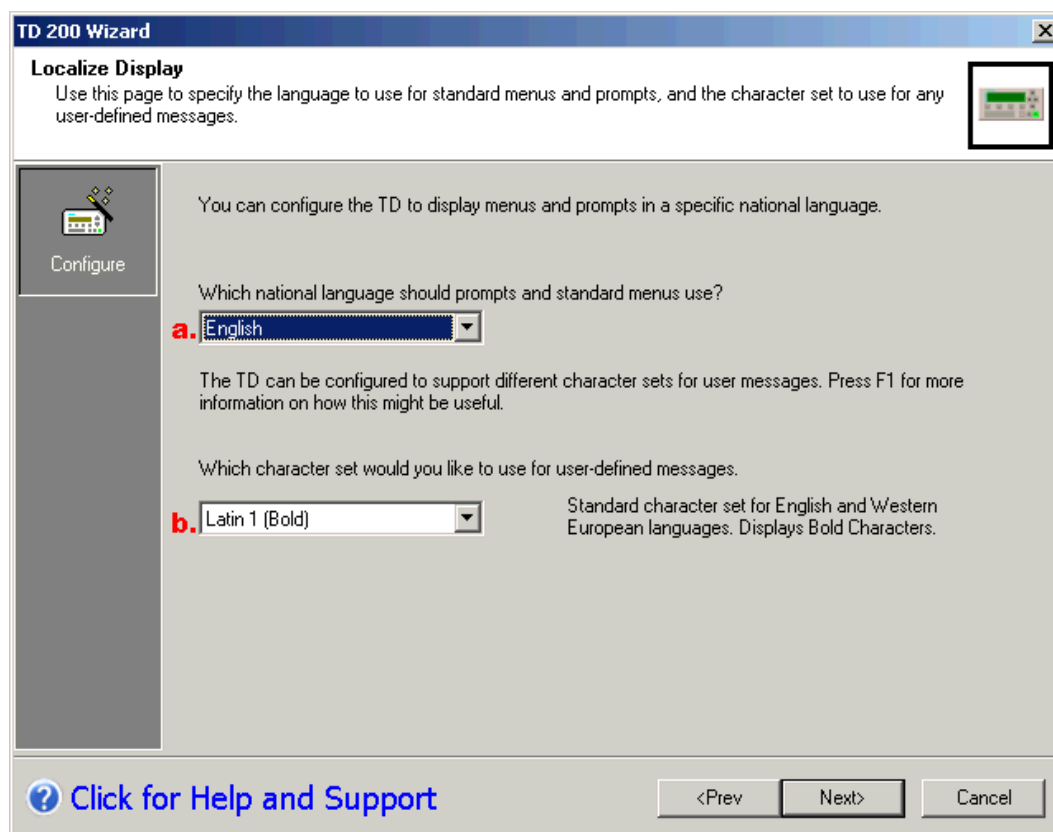 TD 200 Wizard
Localize Display
Use this page to specify the language to use for standard menus and prompts, and the character set to use for any
user-defined messages.
Configure
You can configure the TD to display menus and prompts in a specific national language.
Which national language should prompts and standard menus use?
a. English
The TD can be configured to support different character sets for user messages. Press F1 for more
information on how this might be useful.
Which character set would you like to use for user-defined messages.
b. Latin 1 (Bold)
Standard character set for English and Western
European languages. Displays Bold Characters.
Click for Help and Support
<Prev Next> Cancel